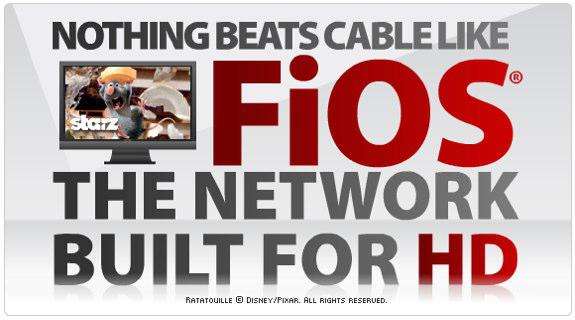 NOTHING BEATS CABLE LIKE
starz
FiOS®
THE NETWORK
BUILT FOR HD
RATATOUILLE © DISNEY/PIXAR. ALL RIGHTS RESERVED.